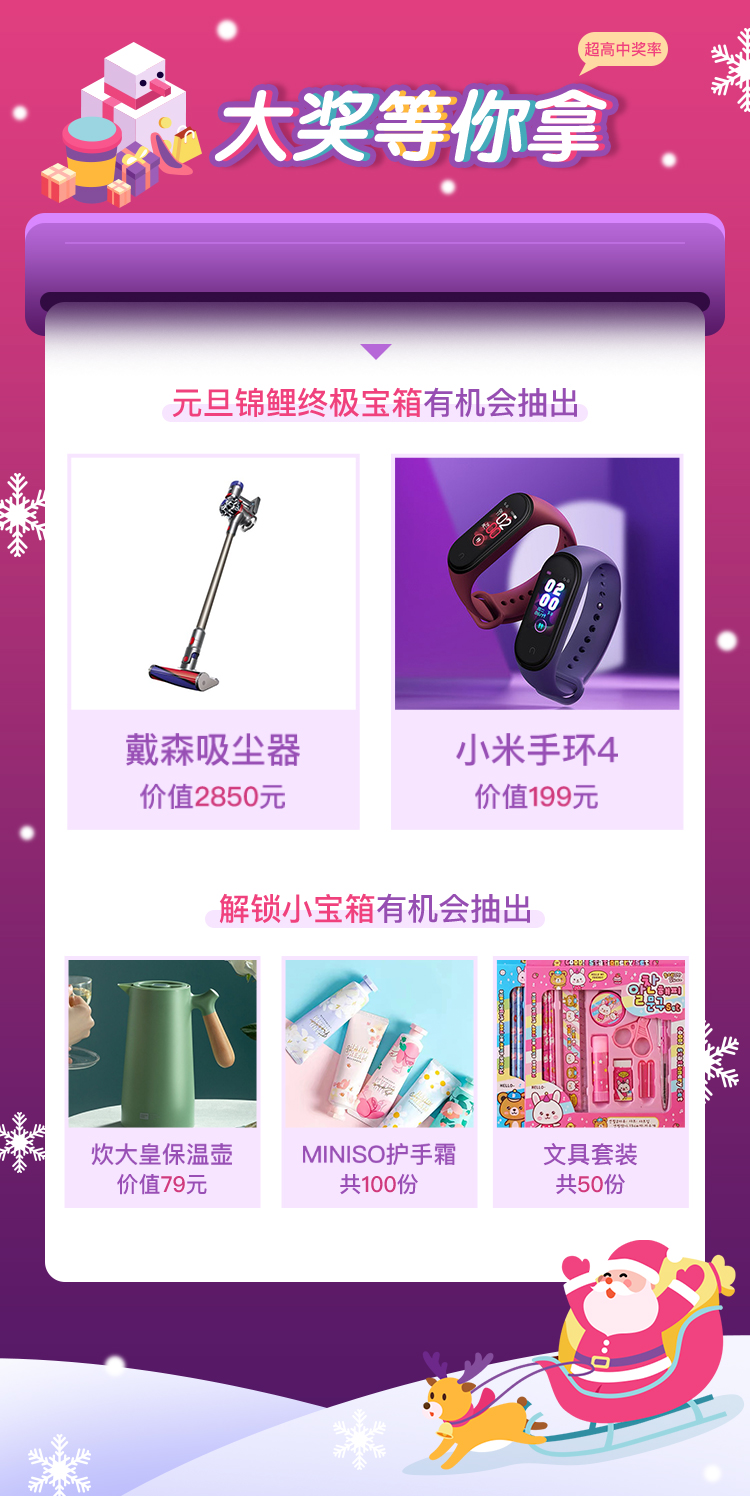 超高中奖率
大奖等你拿
元旦锦鲤终极宝箱有机会抽出
戴森吸尘器
价值2850元
小米手环4
价值199元
解锁小宝箱有机会抽出
炊大皇保温壶
价值79元
MINISO护手霜
共100份
文具套装
共50份